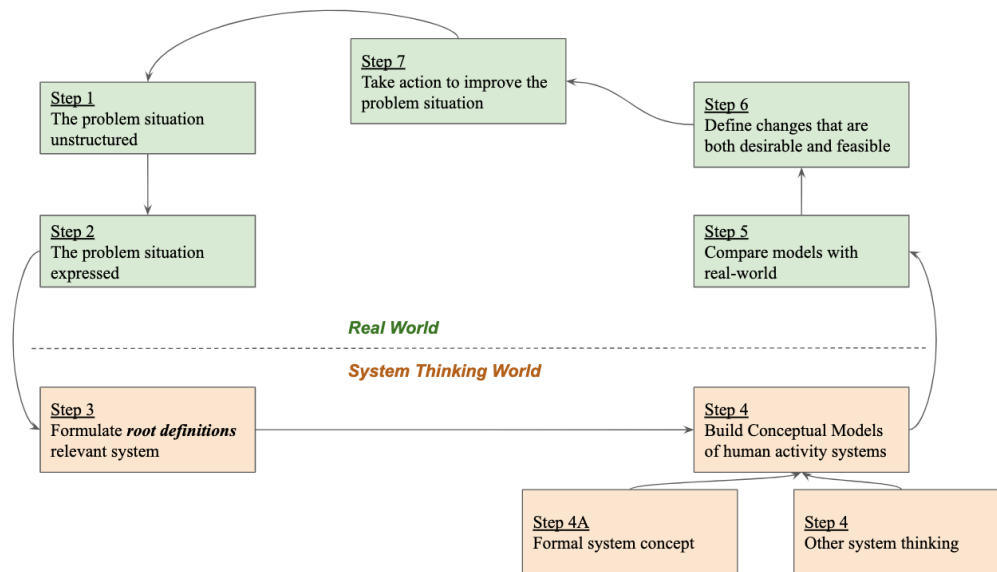 Step 1
The problem situation
unstructured
Step 7
Take action to improve the
problem situation
Step 6
Define changes that are
both desirable and feasible
Step 2
The problem situation
expressed
Step 5
Compare models with
real-world
Real World
System Thinking World
Step 3
Formulate root definitions
relevant system
Step 4
Build Conceptual Models
of human activity systems
Step 4A
Formal system concept
Step 4
Other system thinking